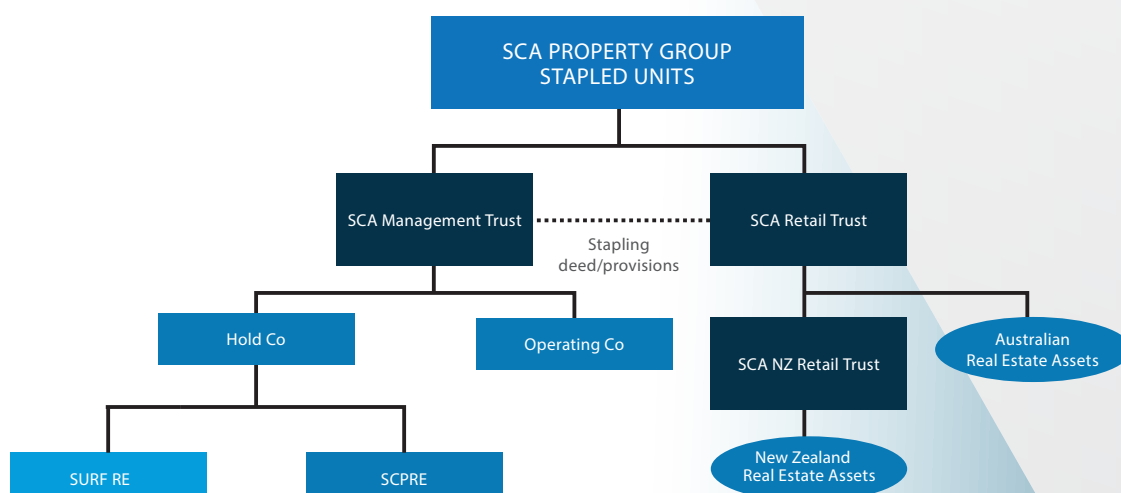 SCA PROPERTY GROUP
STAPLED UNITS
SCA Management Trust
SCA Retail Trust
Stapling
deed/provisions
Hold Co
Operating Co
SCA NZ Retail Trust
Australian
Real Estate Assets
SURF RE
SCPRE
New Zealand
Real Estate Assets